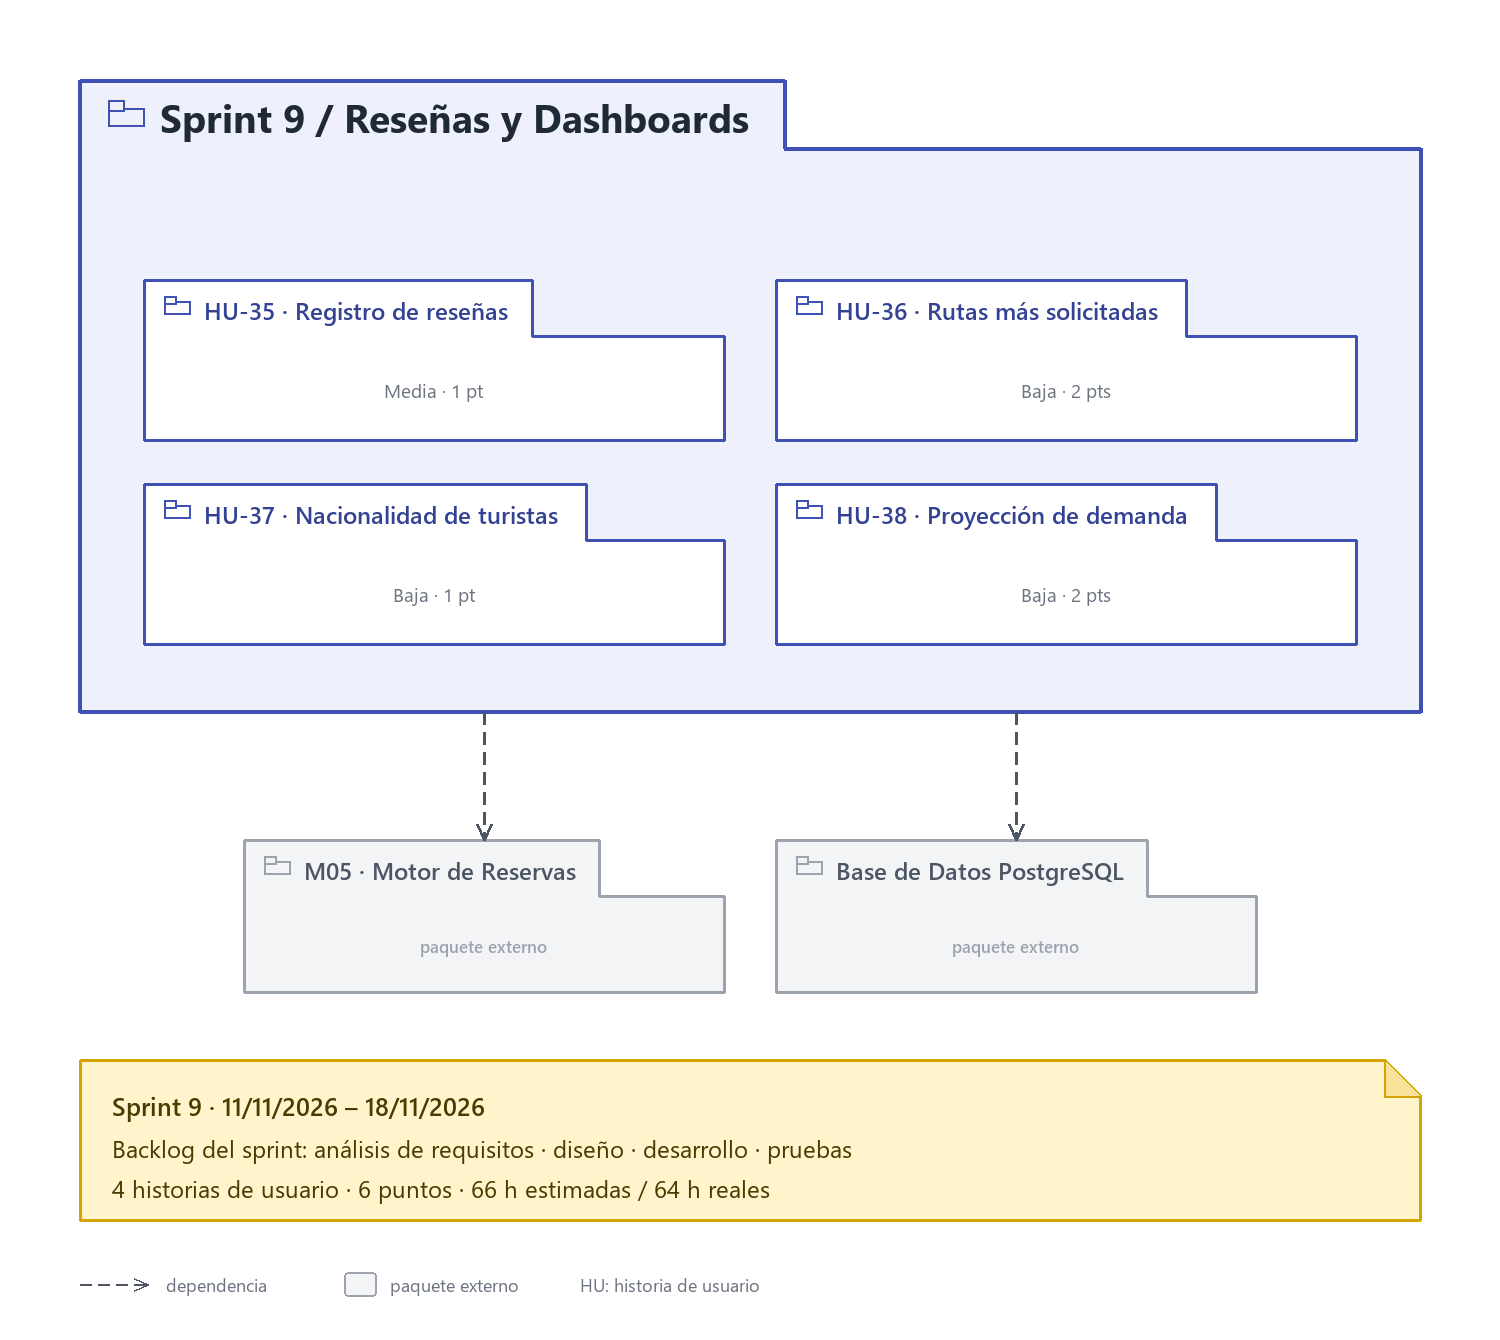 Sprint 9 / Reseñas y Dashboards
HU-35 · Registro de reseñas
Media · 1 pt
HU-36 · Rutas más solicitadas
Baja · 2 pts
HU-37 · Nacionalidad de turistas
Baja · 1 pt
HU-38 · Proyección de demanda
Baja · 2 pts
M05 · Motor de Reservas
paquete externo
Base de Datos PostgreSQL
paquete externo
Sprint 9 · 11/11/2026 – 18/11/2026
Backlog del sprint: análisis de requisitos · diseño · desarrollo · pruebas
4 historias de usuario · 6 puntos · 66 h estimadas / 64 h reales
dependencia
paquete externo
HU: historia de usuario